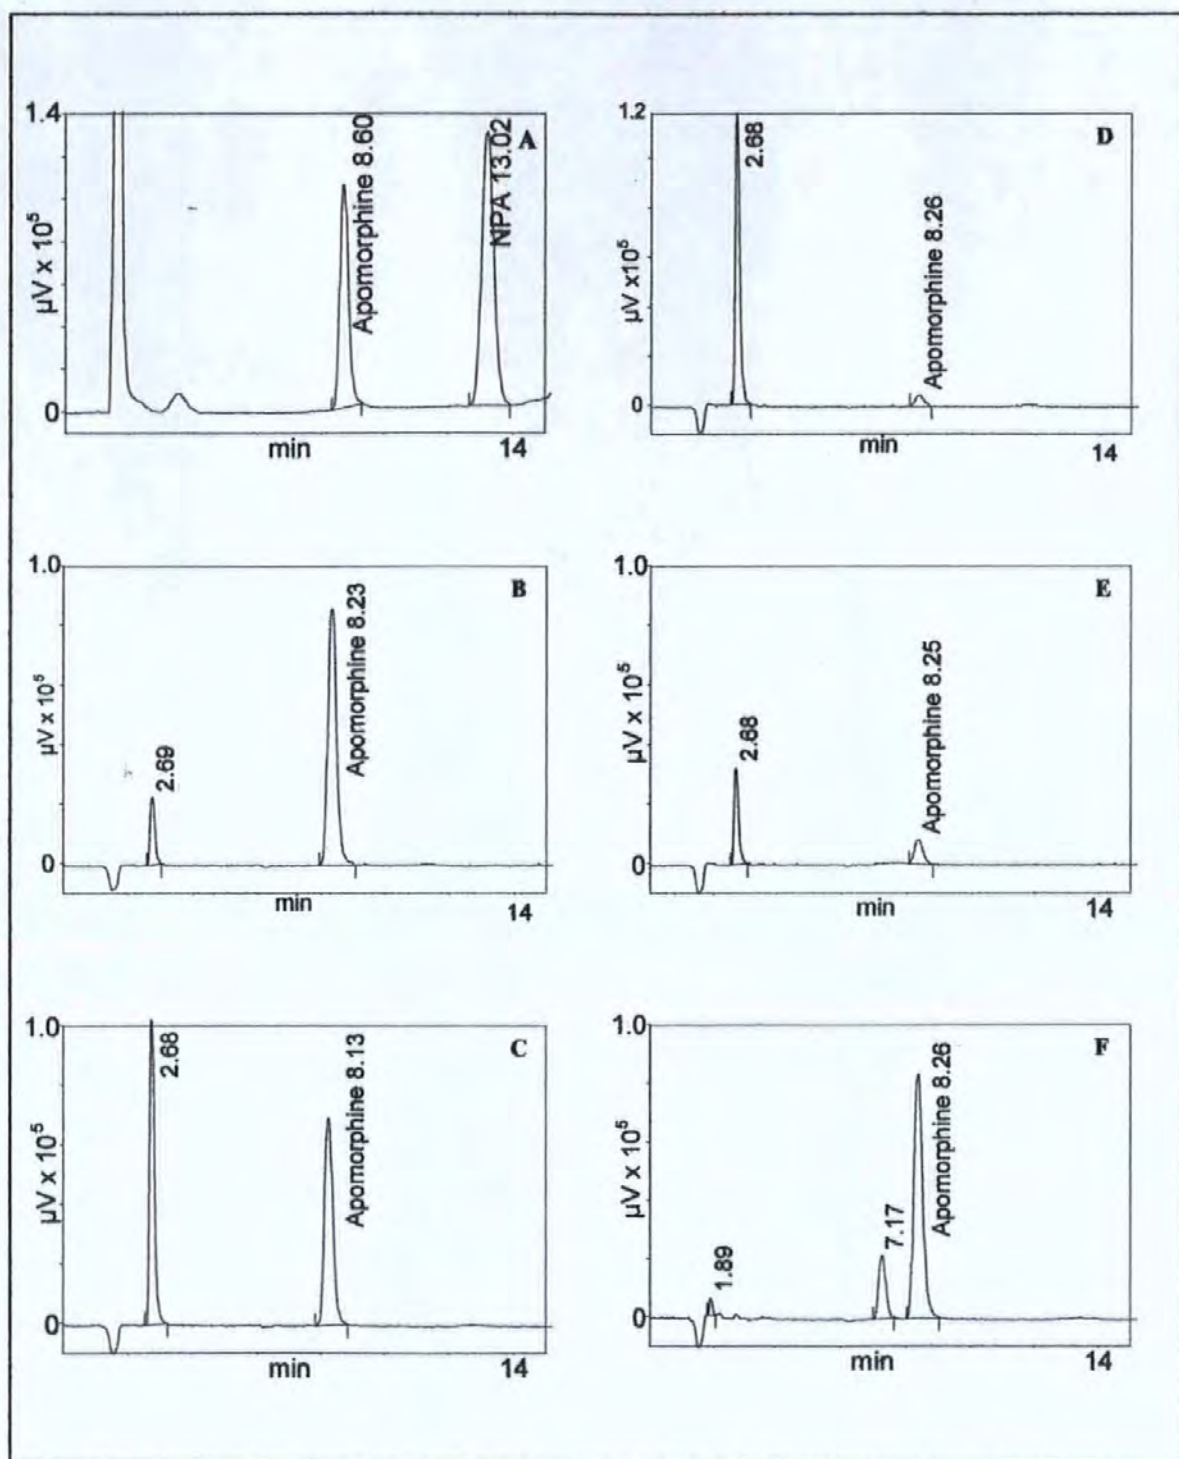 1.4
A
Apomorphine 8.60
NPA 13.02
µV x 10⁵
0
min
14
1.2
D
2.68
Apomorphine 8.26
µV x10⁵
0
min
14
1.0
B
2.69
Apomorphine 8.23
µV x 10⁵
0
min
14
1.0
E
2.68
Apomorphine 8.25
µV x 10⁵
0
min
14
1.0
C
2.68
Apomorphine 8.13
µV x 10⁵
0
min
14
1.0
F
1.89
7.17
Apomorphine 8.26
µV x 10⁵
0
min
14